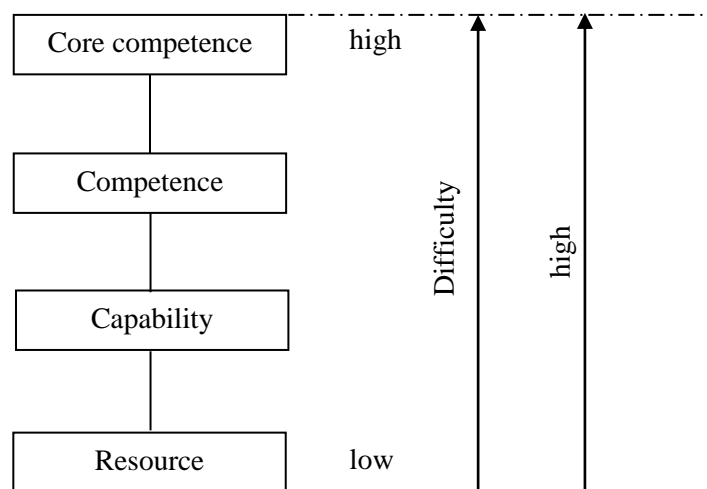 Core competence
high
Competence
Difficulty
high
Capability
Resource
low